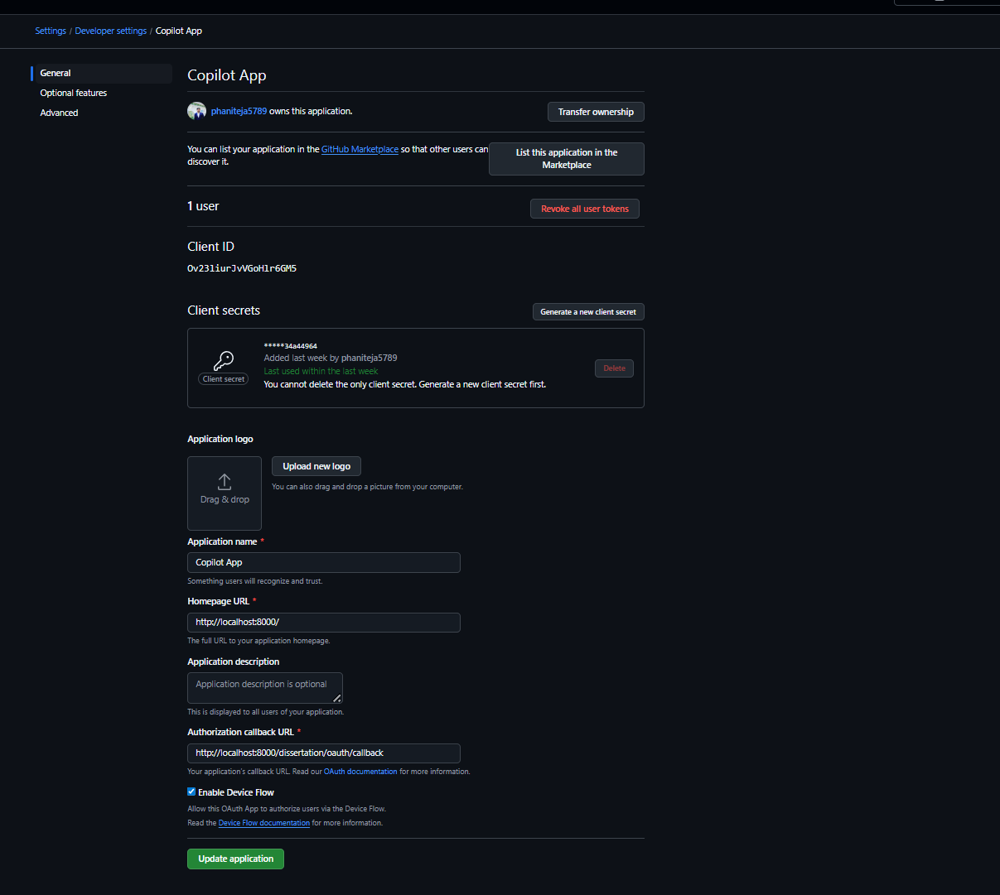 Settings / Developer settings / Copilot App
General
Optional features
Advanced
Copilot App
phaniteja5789 owns this application.
Transfer ownership
You can list your application in the GitHub Marketplace so that other users can
discover it.
List this application in the
Marketplace
1 user
Revoke all user tokens
Client ID
Ov23liurJvVGoHlr6GM5
Client secrets
Generate a new client secret
Client secret
*****34a44964
Added last week by phaniteja5789
Last used within the last week
You cannot delete the only client secret. Generate a new client secret first.
Delete
Application logo
Drag & drop
Upload new logo
You can also drag and drop a picture from your computer.
Application name *
Copilot App
Something users will recognize and trust.
Homepage URL *
http://localhost:8000/
The full URL to your application homepage.
Application description
Application description is optional
This is displayed to all users of your application.
Authorization callback URL *
http://localhost:8000/dissertation/oauth/callback
Your application's callback URL. Read our OAuth documentation for more information.
Enable Device Flow
Allow this OAuth App to authorize users via the Device Flow.
Read the Device Flow documentation for more information.
Update application